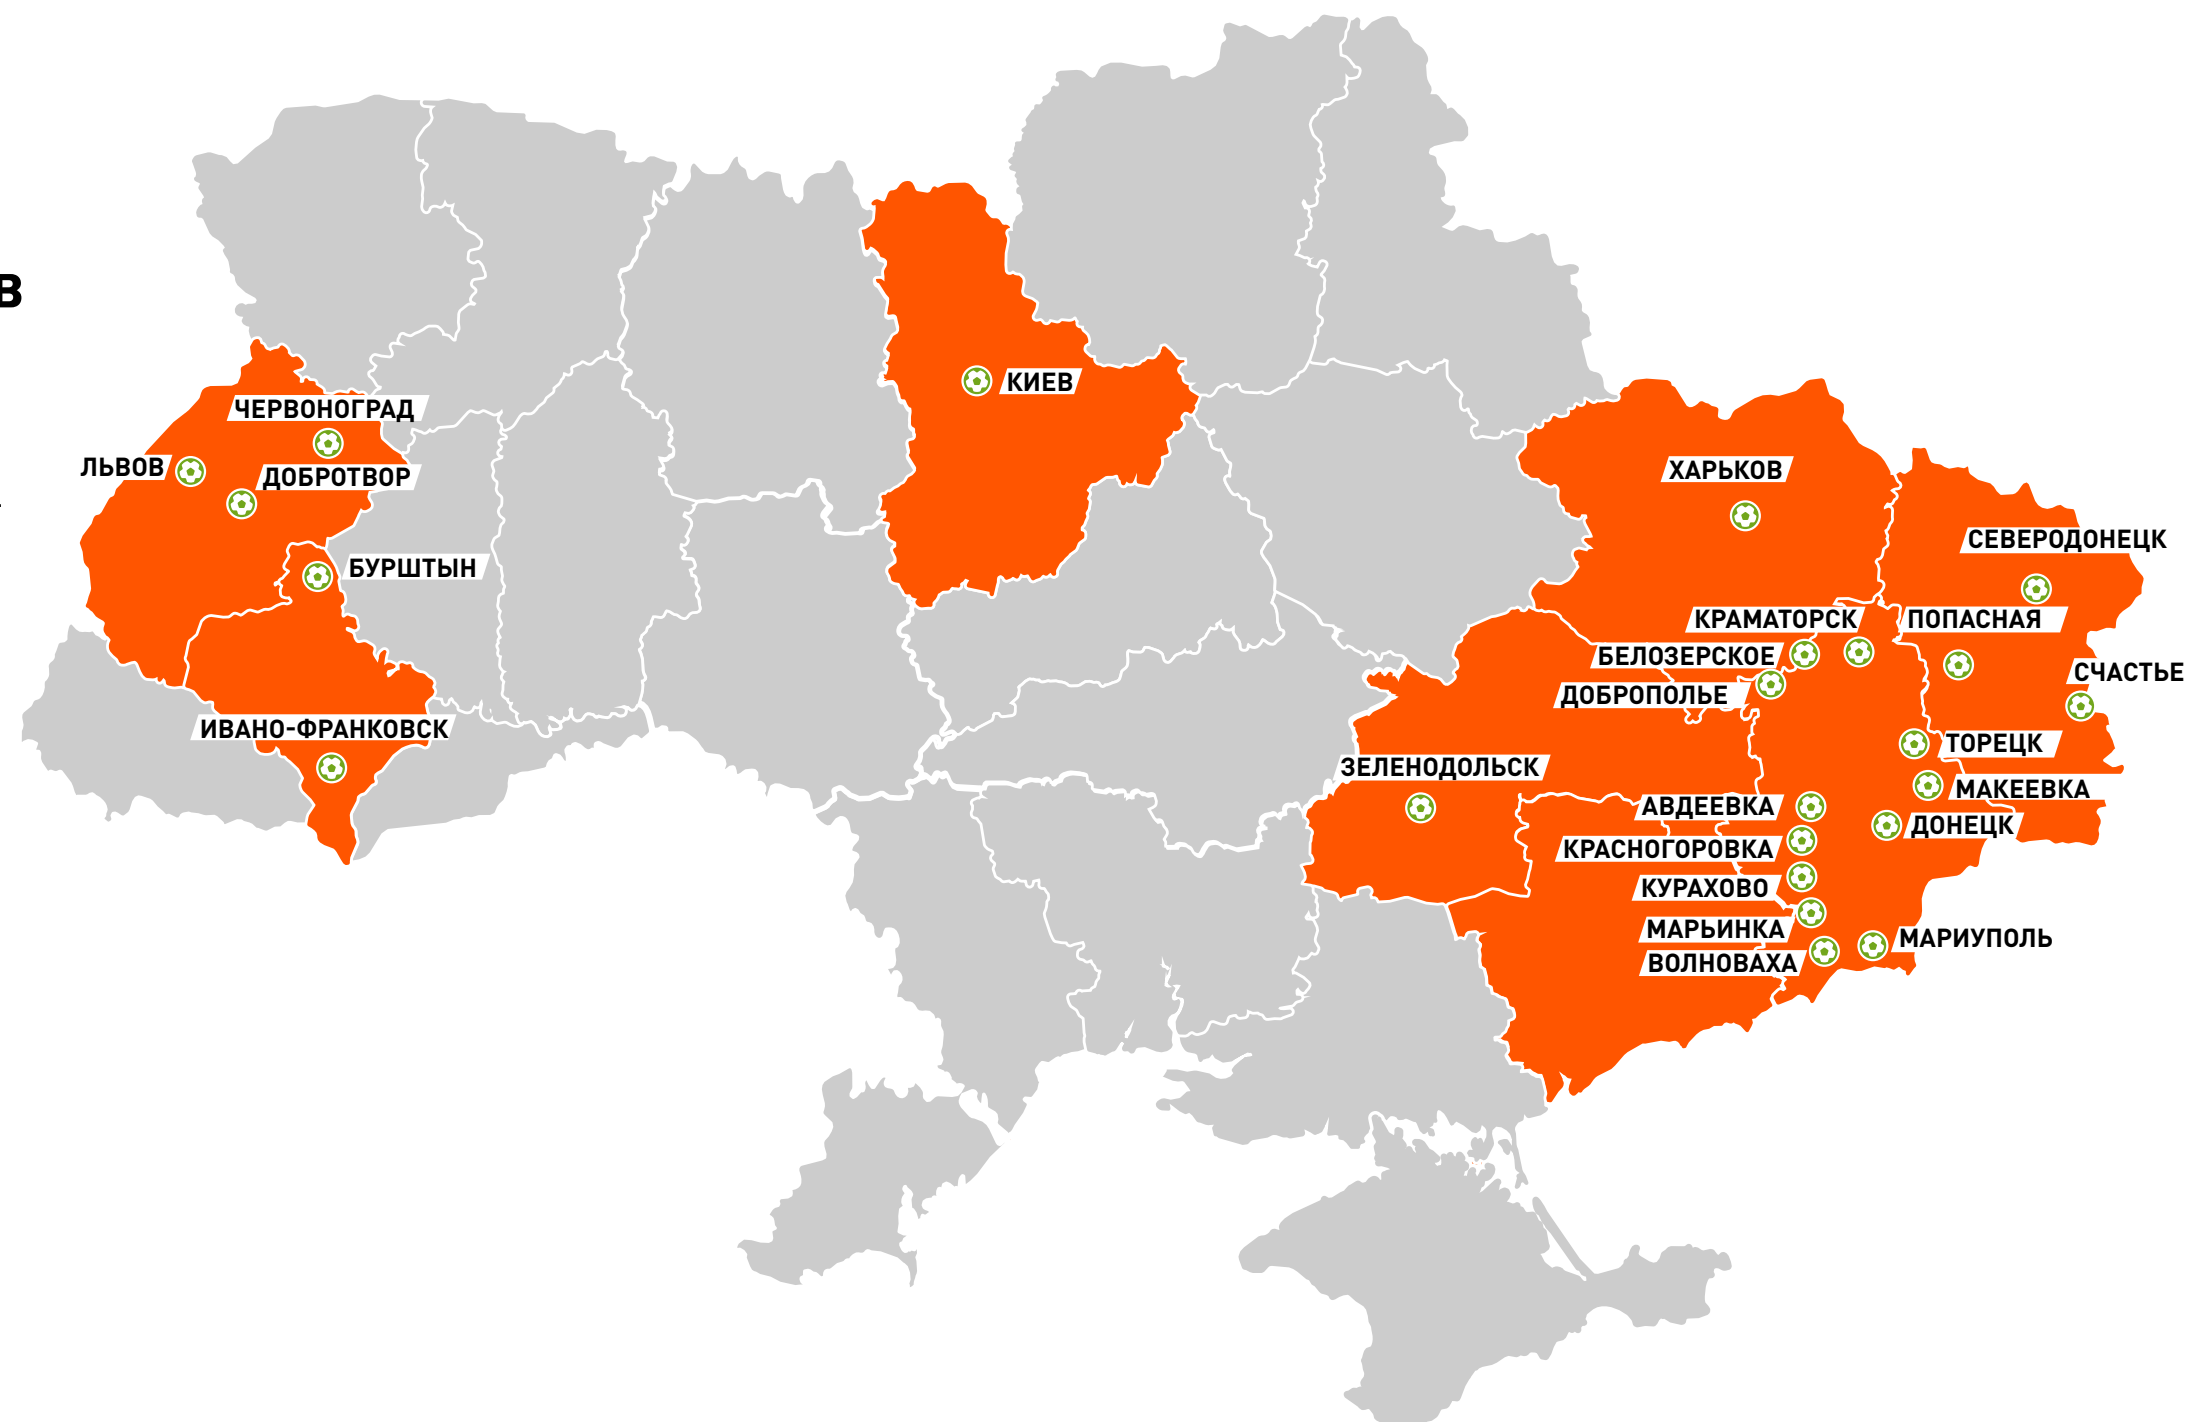 В
КИЕВ
ЧЕРВОНОГРАД
ЛЬВОВ
ДОБРОТВОР
БУРШТЫН
ИВАНО-ФРАНКОВСК
ХАРЬКОВ
СЕВЕРОДОНЕЦК
КРАМАТОРСК
ПОПАСНАЯ
БЕЛОЗЕРСКОЕ
СЧАСТЬЕ
ДОБРОПОЛЬЕ
ТОРЕЦК
ЗЕЛЕНОДОЛЬСК
МАКЕЕВКА
АВДЕЕВКА
ДОНЕЦК
КРАСНОГОРОВКА
КУРАХОВО
МАРЬИНКА
МАРИУПОЛЬ
ВОЛНОВАХА